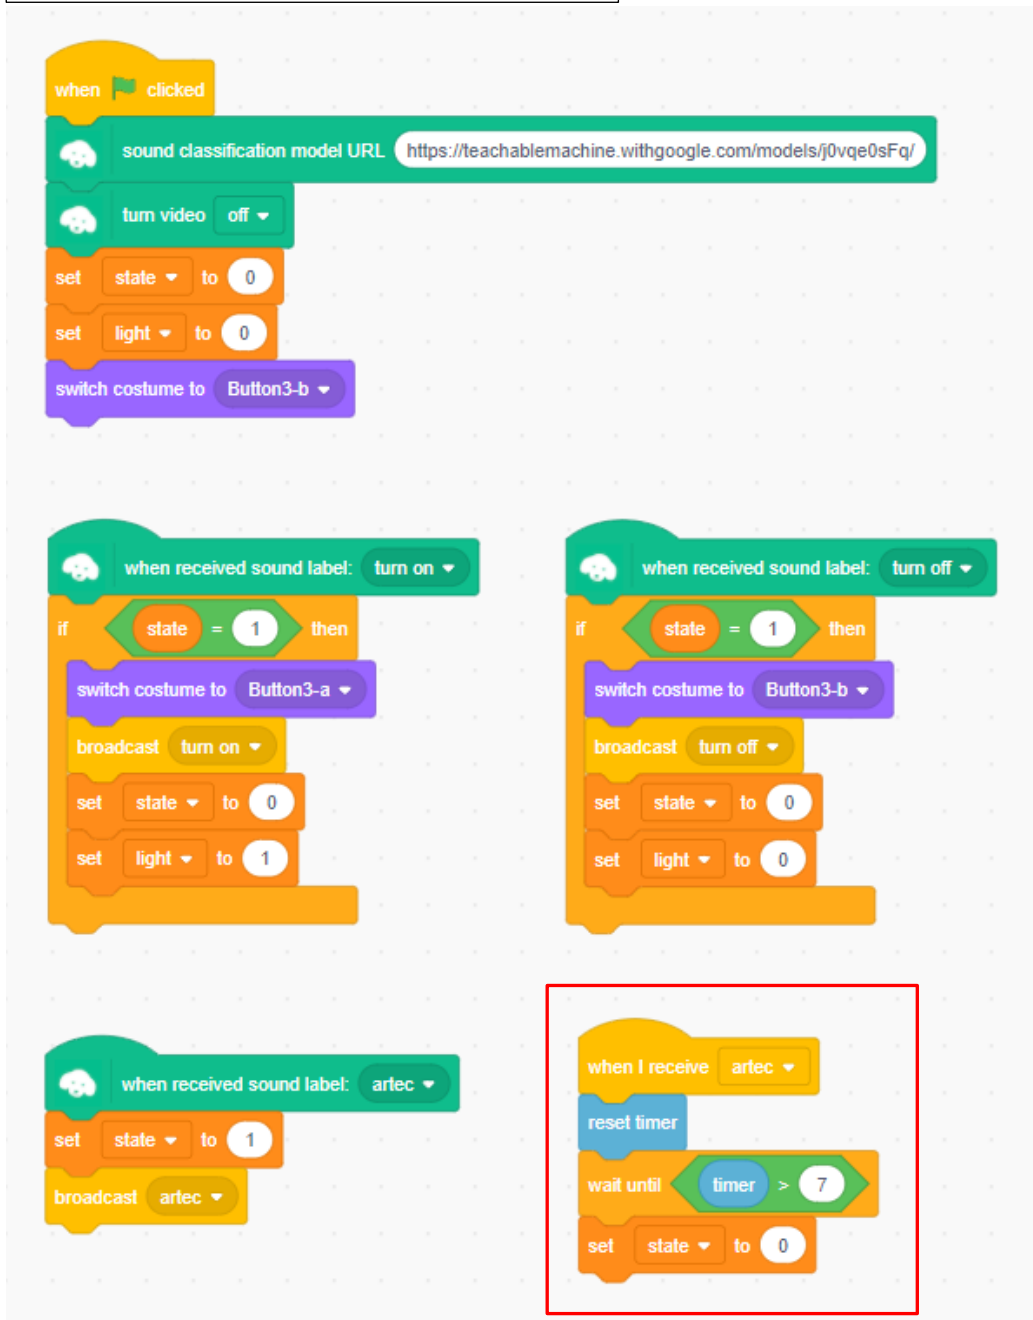 when clicked
sound classification model URL https://teachablemachine.withgoogle.com/models/j0vqe0sFq/
turn video off
set state to 0
set light to 0
switch costume to Button3-b
when received sound label: turn on
if state = 1 then
switch costume to Button3-a
broadcast turn on
set state to 0
set light to 1
when received sound label: turn off
if state = 1 then
switch costume to Button3-b
broadcast turn off
set state to 0
set light to 0
when received sound label: artec
set state to 1
broadcast artec
when I receive artec
reset timer
wait until timer > 7
set state to 0